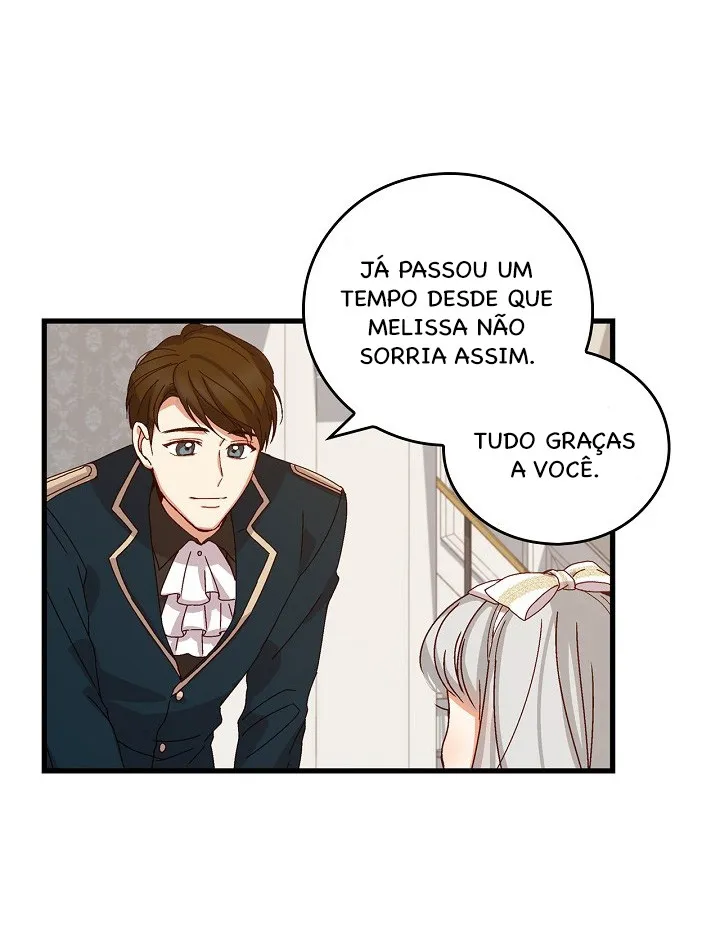 JÁ PASSOU UM
TEMPO DESDE QUE
MELISSA NÃO
SORRIA ASSIM.
TUDO GRAÇAS
A VOCÊ.